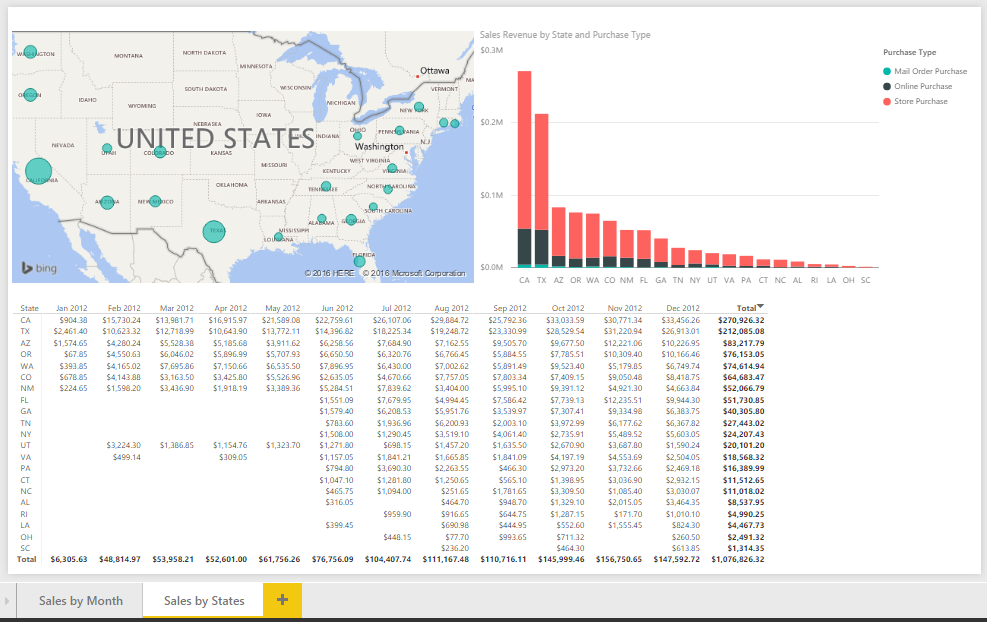 Sales Revenue by State and Purchase Type
$0.3M
$0.2M
$0.1M
$0.0M
CA TX AZ OR WA CO NM FL GA TN NY UT VA PA CT NC AL RI LA OH SC
Purchase Type
Mail Order Purchase
Online Purchase
Store Purchase
WASHINGTON
MONTANA
NORTH DAKOTA
MINNESOTA
Ottawa
OREGON
IDAHO
WYOMING
SOUTH DAKOTA
WISCONSIN
MICHIGAN
NEW YORK
VERMONT
NEBRASKA
IOWA
NEVADA
UTAH
COLORADO
UNITED STATES
KANSAS
INDIANA
OHIO
PENNSYLVANIA
N.J.
Washington
WEST VIRGINIA
VIRGINIA
MISSOURI
KENTUCKY
CALIFORNIA
ARIZONA
NEW MEXICO
OKLAHOMA
ARKANSAS
TENNESSEE
NORTH CAROLINA
SOUTH CAROLINA
TEXAS
LOUISIANA
MISSISSIPPI
ALABAMA
GEORGIA
FLORIDA
bing
© 2016 HERE © 2016 Microsoft Corporation
State Jan 2012 Feb 2012 Mar 2012 Apr 2012 May 2012 Jun 2012 Jul 2012 Aug 2012 Sep 2012 Oct 2012 Nov 2012 Dec 2012 Total
CA $904.38 $15,730.24 $13,981.71 $16,915.97 $21,589.08 $22,759.61 $26,107.06 $29,884.72 $25,792.36 $33,033.59 $30,771.34 $33,456.26 $270,926.32
TX $2,461.40 $10,623.32 $12,718.99 $10,643.90 $13,772.11 $14,396.82 $18,225.34 $19,248.72 $23,330.99 $28,529.54 $31,220.94 $26,913.01 $212,085.08
AZ $1,574.65 $4,280.24 $5,528.38 $5,185.68 $3,911.62 $6,258.56 $7,684.90 $7,162.55 $9,505.70 $9,677.50 $12,221.06 $10,226.95 $83,217.79
OR $67.85 $4,550.63 $6,046.02 $5,896.99 $5,707.93 $6,650.50 $6,320.76 $6,766.45 $5,884.55 $7,785.51 $10,309.40 $10,166.46 $76,153.05
WA $393.85 $4,165.02 $7,695.86 $7,150.66 $6,535.50 $7,896.95 $6,430.00 $7,002.62 $5,891.49 $9,523.40 $5,179.85 $6,749.74 $74,614.94
CO $678.85 $4,143.88 $3,163.50 $3,425.80 $5,526.96 $2,635.05 $4,670.66 $7,757.05 $7,803.34 $7,409.15 $9,050.48 $8,418.75 $64,683.47
NM $224.65 $1,598.20 $3,436.90 $1,918.19 $3,389.36 $5,284.51 $7,839.62 $3,404.00 $5,995.10 $9,391.12 $4,921.30 $4,663.84 $52,066.79
FL $1,551.09 $7,679.95 $4,994.45 $7,586.42 $7,739.13 $12,235.51 $9,944.30 $51,730.85
GA $1,579.40 $6,208.53 $5,951.76 $3,539.97 $7,307.41 $9,334.98 $6,383.75 $40,305.80
TN $783.60 $1,936.96 $6,200.93 $2,003.10 $3,972.99 $6,177.62 $6,367.82 $27,443.02
NY $1,508.00 $1,290.45 $3,519.10 $4,061.40 $2,735.91 $5,489.52 $5,603.05 $24,207.43
UT $3,224.30 $1,386.85 $1,154.76 $1,323.70 $1,271.80 $698.15 $1,457.20 $1,635.50 $2,670.90 $3,687.80 $1,590.24 $20,101.20
VA $499.14 $309.05 $1,157.05 $1,841.21 $1,665.85 $1,841.09 $4,197.19 $4,553.69 $2,504.05 $18,568.32
PA $794.80 $3,690.30 $2,263.55 $466.30 $2,973.20 $3,732.66 $2,469.18 $16,389.99
CT $1,047.10 $1,281.80 $1,250.65 $565.10 $1,398.95 $3,036.90 $2,932.15 $11,512.65
NC $465.75 $1,094.00 $251.65 $1,781.65 $3,309.50 $1,085.40 $3,030.07 $11,018.02
AL $316.05 $464.70 $948.70 $1,329.10 $2,015.05 $3,464.35 $8,537.95
RI $959.90 $916.65 $644.75 $1,287.15 $171.70 $1,010.10 $4,990.25
LA $399.45 $690.98 $444.95 $552.60 $1,555.45 $824.30 $4,467.73
OH $448.15 $77.70 $993.65 $711.32 $260.50 $2,491.32
SC $236.20 $464.30 $613.85 $1,314.35
Total $6,305.63 $48,814.97 $53,958.21 $52,601.00 $61,756.26 $76,756.09 $104,407.74 $111,167.48 $110,716.11 $145,999.46 $156,750.65 $147,592.72 $1,076,826.32
Sales by Month
Sales by States
+